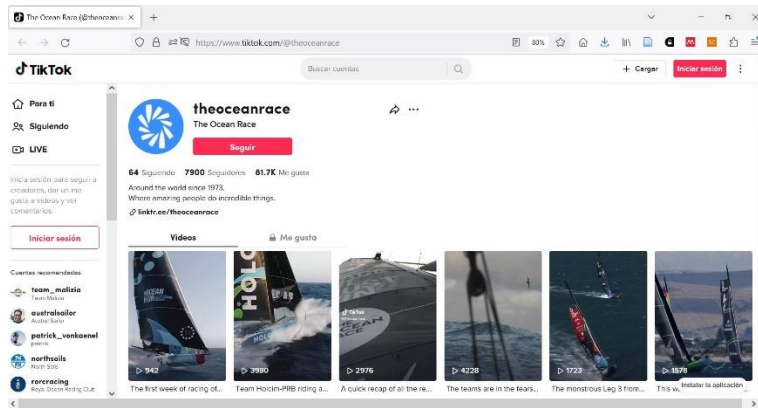 The Ocean Race (@theoceanrac
https://www.tiktok.com/@theoceanrace
80%
TikTok
Buscar cuentas
Cargar
Iniciar sesión
Para ti
Siguiendo
LIVE
Inicia sesión para seguir a
creadores, dar un me
gusta a videos y ver
comentarios.
Iniciar sesión
Cuentas recomendadas
team_malizia
Team Malizia
australsailor
Austral Sailor
patrick_vonkaenel
northsails
North Sails
rorcracing
Royal Ocean Racing Club
theoceanrace
The Ocean Race
Seguir
64 Siguiendo 7900 Seguidores 81.7K Me gusta
Around the world since 1973.
Where amazing people do incredible things.
linktr.ee/theoceanrace
Videos
Me gusta
942
3990
2976
4228
1723
1578
The first week of racing of...
Team Holcim-PRB riding a...
A quick recap of all the re...
The teams are in the fears...
The monstrous Leg 3 from...
Instalar la aplicación